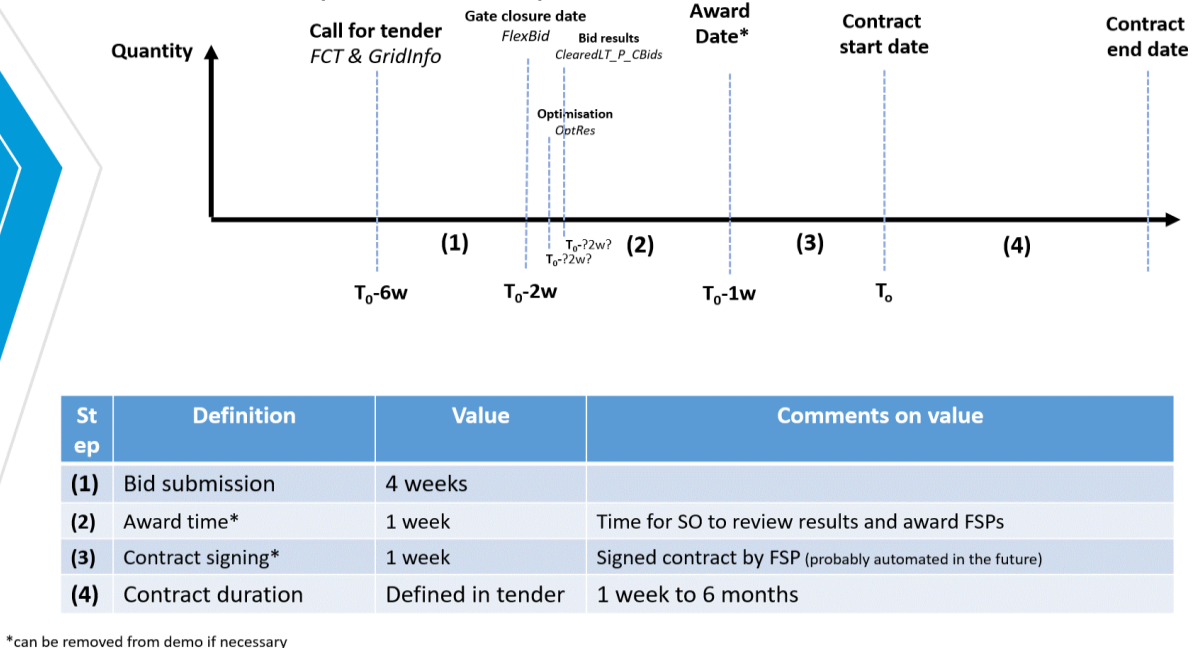 Quantity
Call for tender
FCT & GridInfo
Gate closure date
FlexBid
Bid results
ClearedLT_P_CBids
Optimisation
OptRes
Award
Date*
Contract
start date
Contract
end date
(1)
T0-?2w?
T0-?2w?
(2)
(3)
(4)
T0-6w
T0-2w
T0-1w
To
St
ep
Definition
Value
Comments on value
(1) Bid submission 4 weeks
(2) Award time* 1 week Time for SO to review results and award FSPs
(3) Contract signing* 1 week Signed contract by FSP (probably automated in the future)
(4) Contract duration Defined in tender 1 week to 6 months
*can be removed from demo if necessary